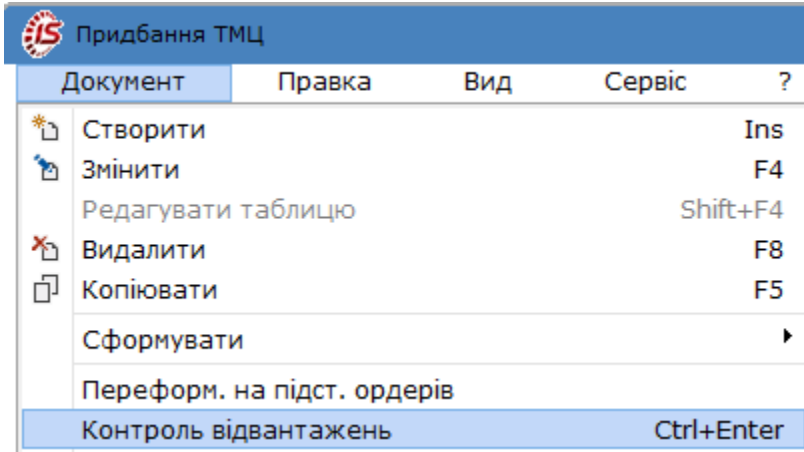 iS Придбання ТМЦ
Документ Правка Вид Сервіс ?
Створити Ins
Змінити F4
Редагувати таблицю Shift+F4
Видалити F8
Копіювати F5
Сформувати
Переформ. на підст. ордерів
Контроль відвантажень Ctrl+Enter